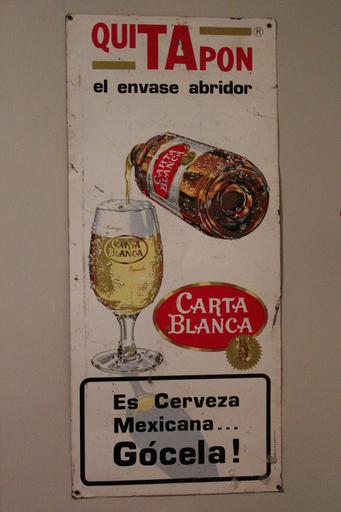 QUITAPON ®
el envase abridor
CARTA
BLANCA
CARTA
BLANCA
CARTA
BLANCA
Es Cerveza
Mexicana...
Gócela!